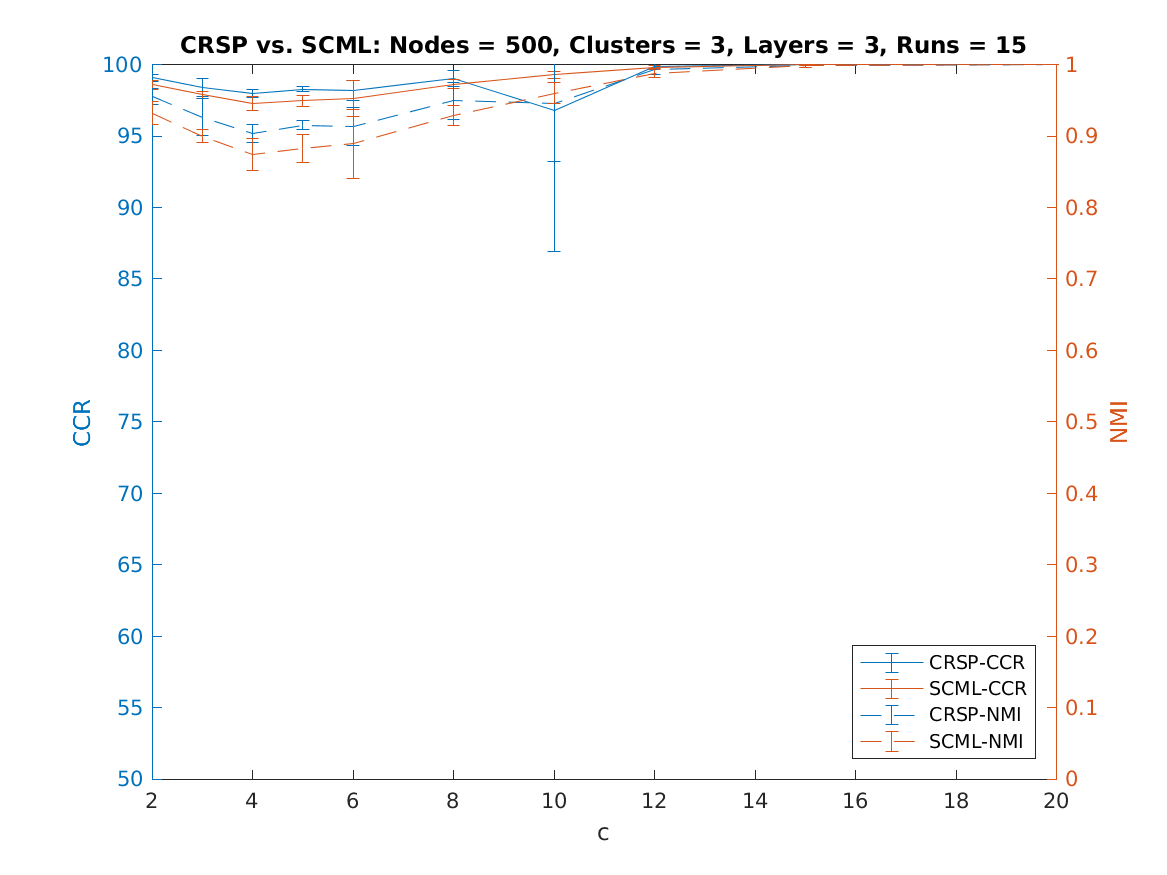 CRSP vs. SCML: Nodes = 500, Clusters = 3, Layers = 3, Runs = 15
100
95
90
85
80
75
70
65
60
55
50
CCR
1
0.9
0.8
0.7
0.6
0.5
0.4
0.3
0.2
0.1
0
NMI
CRSP-CCR
SCML-CCR
CRSP-NMI
SCML-NMI
2 4 6 8 10 12 14 16 18 20
c